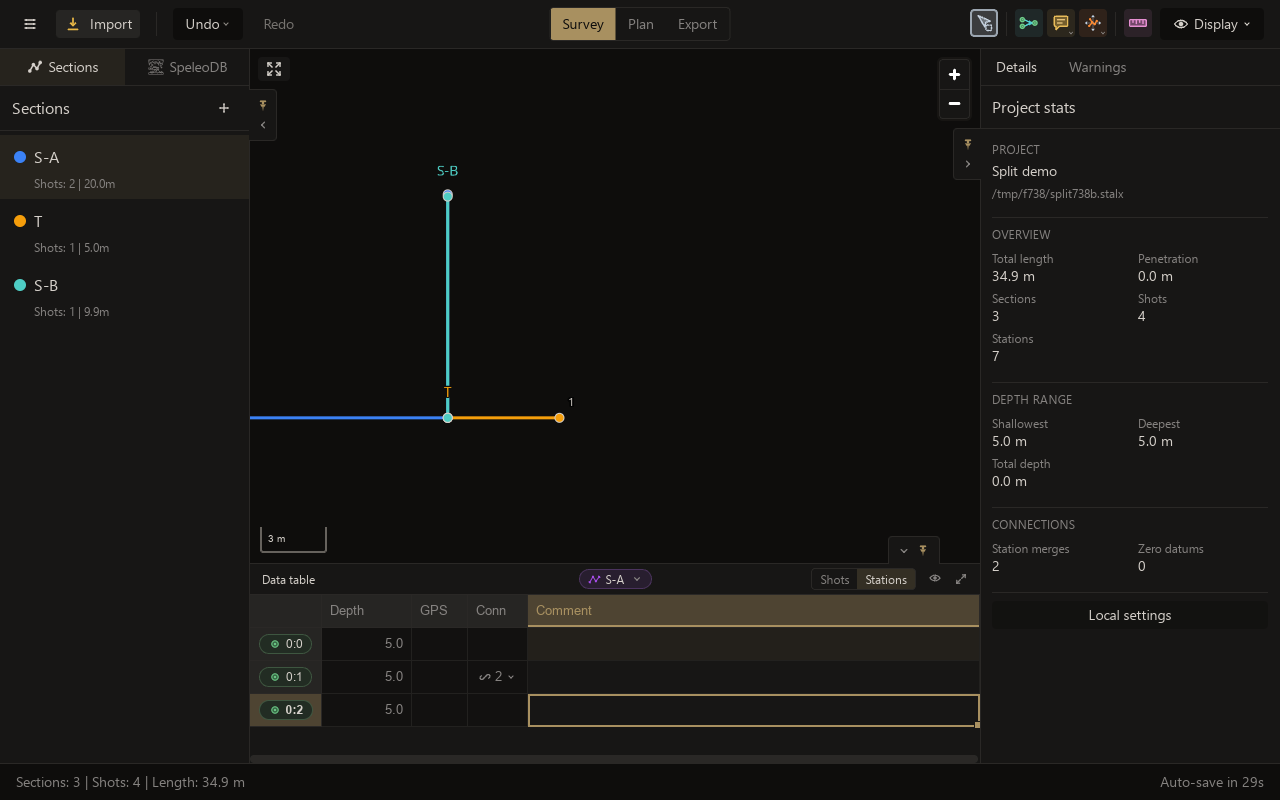 Import
Undo
Redo
Survey
Plan
Export
Display
Sections
SpeleoDB
Sections
S-A
Shots: 2 | 20.0m
T
Shots: 1 | 5.0m
S-B
Shots: 1 | 9.9m
S-B
T
1
3 m
Data table
S-A
Shots
Stations
Depth
GPS
Conn
Comment
0:0
5.0
0:1
5.0
2
0:2
5.0
Details
Warnings
Project stats
PROJECT
Split demo
/tmp/f738/split738b.stalx
OVERVIEW
Total length
Penetration
34.9 m
0.0 m
Sections
Shots
3
4
Stations
7
DEPTH RANGE
Shallowest
Deepest
5.0 m
5.0 m
Total depth
0.0 m
CONNECTIONS
Station merges
Zero datums
2
0
Local settings
Sections: 3 | Shots: 4 | Length: 34.9 m
Auto-save in 29s